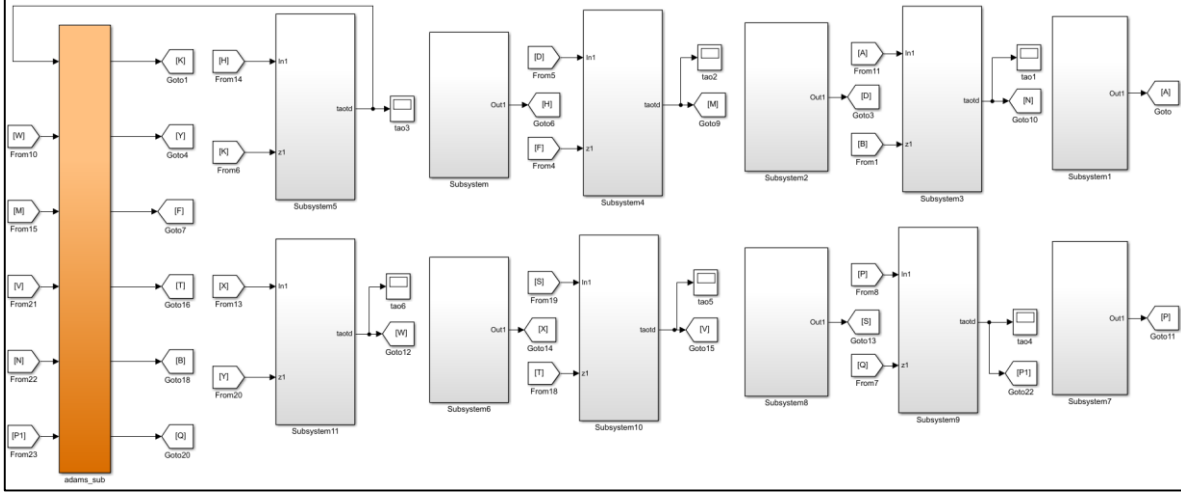 [K]
Goto1
[W]
From10
[Y]
Goto4
[M]
From15
[F]
Goto7
[V]
From21
[T]
Goto16
[N]
From22
[B]
Goto18
[P1]
From23
[Q]
Goto20
adams_sub
[H]
From14
In1
taotd
tao3
[K]
From6
z1
Subsystem5
Out1
[H]
Goto6
Subsystem
[D]
From5
In1
taotd
tao2
[M]
Goto9
[F]
From4
z1
Subsystem4
Out1
[D]
Goto3
Subsystem2
[A]
From11
In1
taotd
tao1
[N]
Goto10
[B]
From1
z1
Subsystem3
Out1
[A]
Goto
Subsystem1
[X]
From13
In1
taotd
tao6
[W]
Goto12
[Y]
From20
z1
Subsystem11
Out1
[X]
Goto14
Subsystem6
[S]
From19
In1
taotd
tao5
[V]
Goto15
[T]
From18
z1
Subsystem10
Out1
[S]
Goto13
Subsystem8
[P]
From8
In1
taotd
tao4
[Q]
From7
z1
[P1]
Goto22
Subsystem9
Out1
[P]
Goto11
Subsystem7